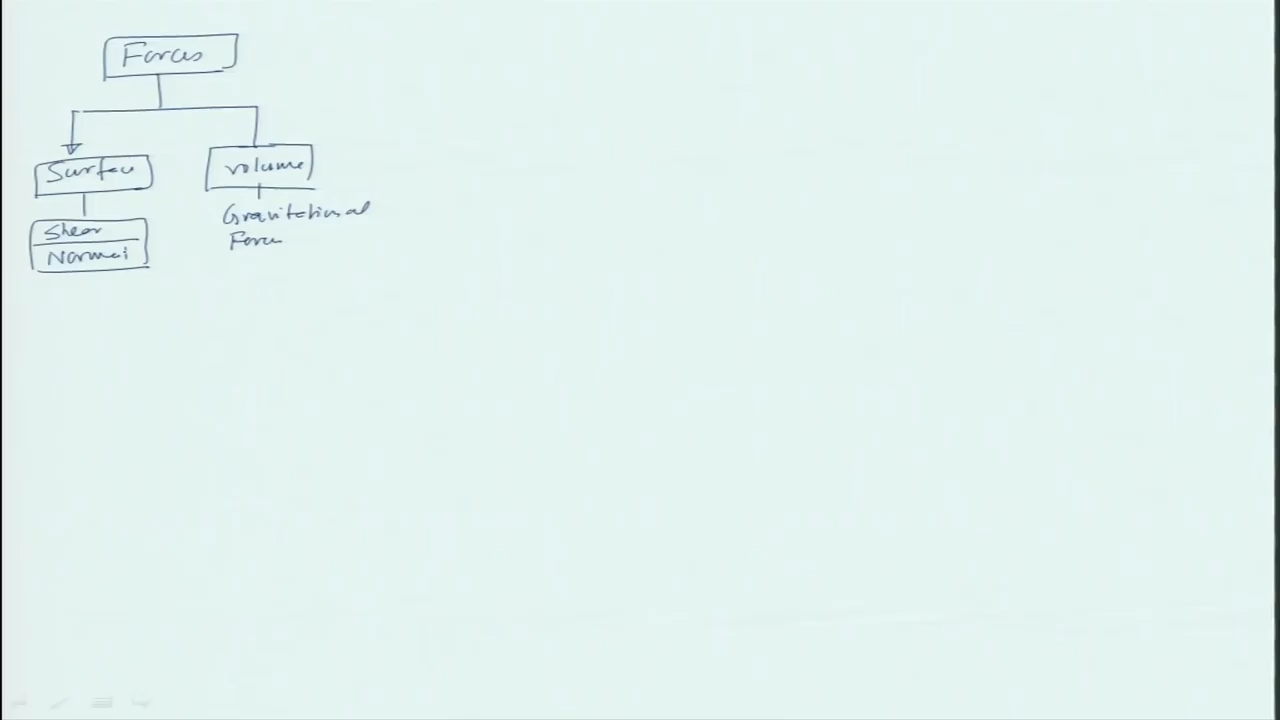 Forces
Surface
volume
Shear
Normal
Gravitational
Force